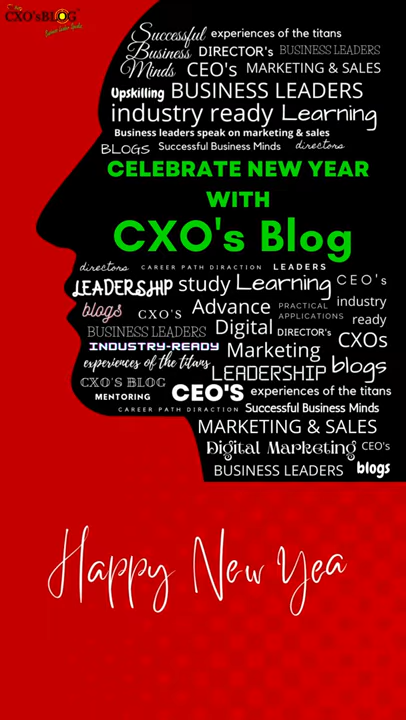 CXO'sBLOG
Successful experiences of the titans
Business DIRECTOR's BUSINESS LEADERS
Minds CEO's MARKETING & SALES
Upskilling BUSINESS LEADERS
industry ready Learning
Business leaders speak on marketing & sales
BLOGS Successful Business Minds directors
CELEBRATE NEW YEAR
WITH
CXO's Blog
directors CAREER PATH DIRACTION LEADERS
LEADERSHIP study Learning CEO's
blogs CXO'S Advance PRACTICAL APPLICATIONS industry ready
BUSINESS LEADERS Digital DIRECTOR's CXOs
INDUSTRY-READY Marketing
experiences of the titans LEADERSHIP blogs
CXO'S BLOG CEO'S experiences of the titans
MENTORING
CAREER PATH DIRACTION Successful Business Minds
MARKETING & SALES
Digital Marketing CEO's
BUSINESS LEADERS blogs
Happy New Yea